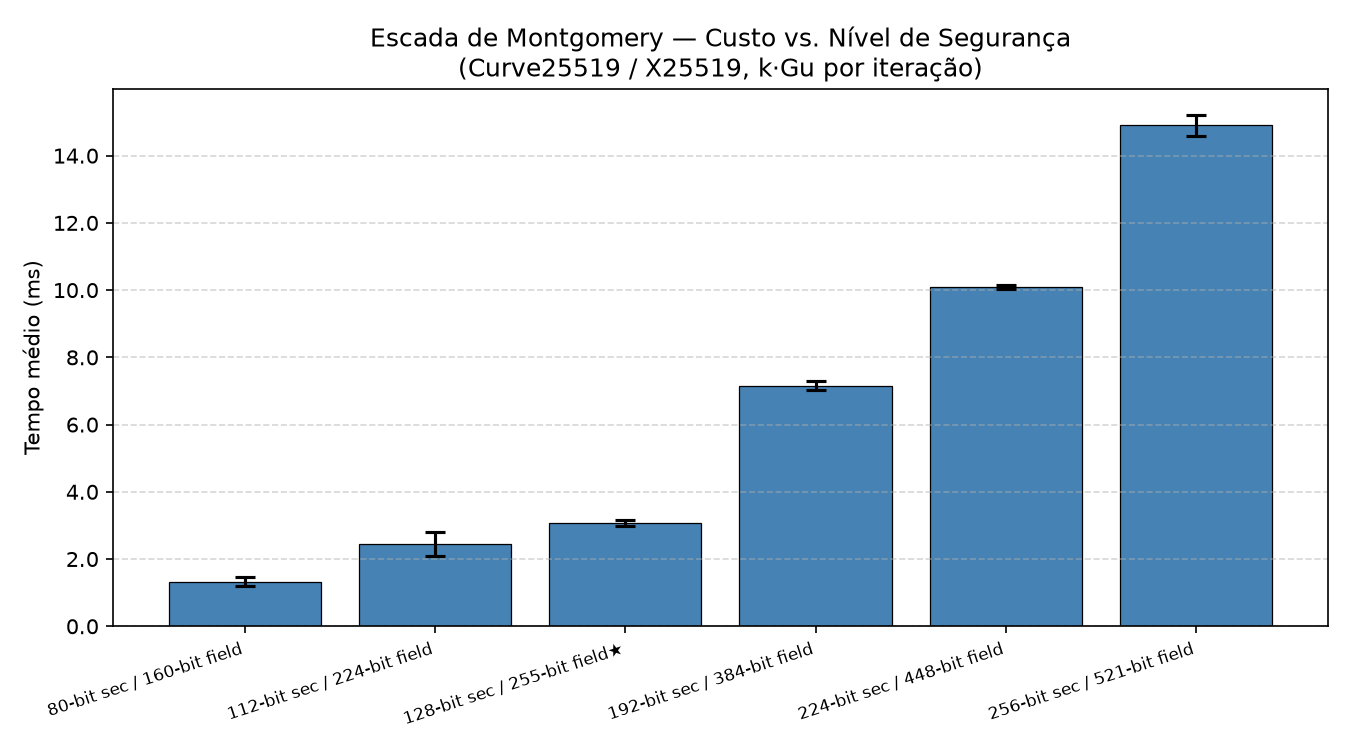 Escada de Montgomery — Custo vs. Nível de Segurança
(Curve25519 / X25519, k·Gu por iteração)
Tempo médio (ms)
14.0
12.0
10.0
8.0
6.0
4.0
2.0
0.0
80-bit sec / 160-bit field
112-bit sec / 224-bit field
128-bit sec / 255-bit field★
192-bit sec / 384-bit field
224-bit sec / 448-bit field
256-bit sec / 521-bit field